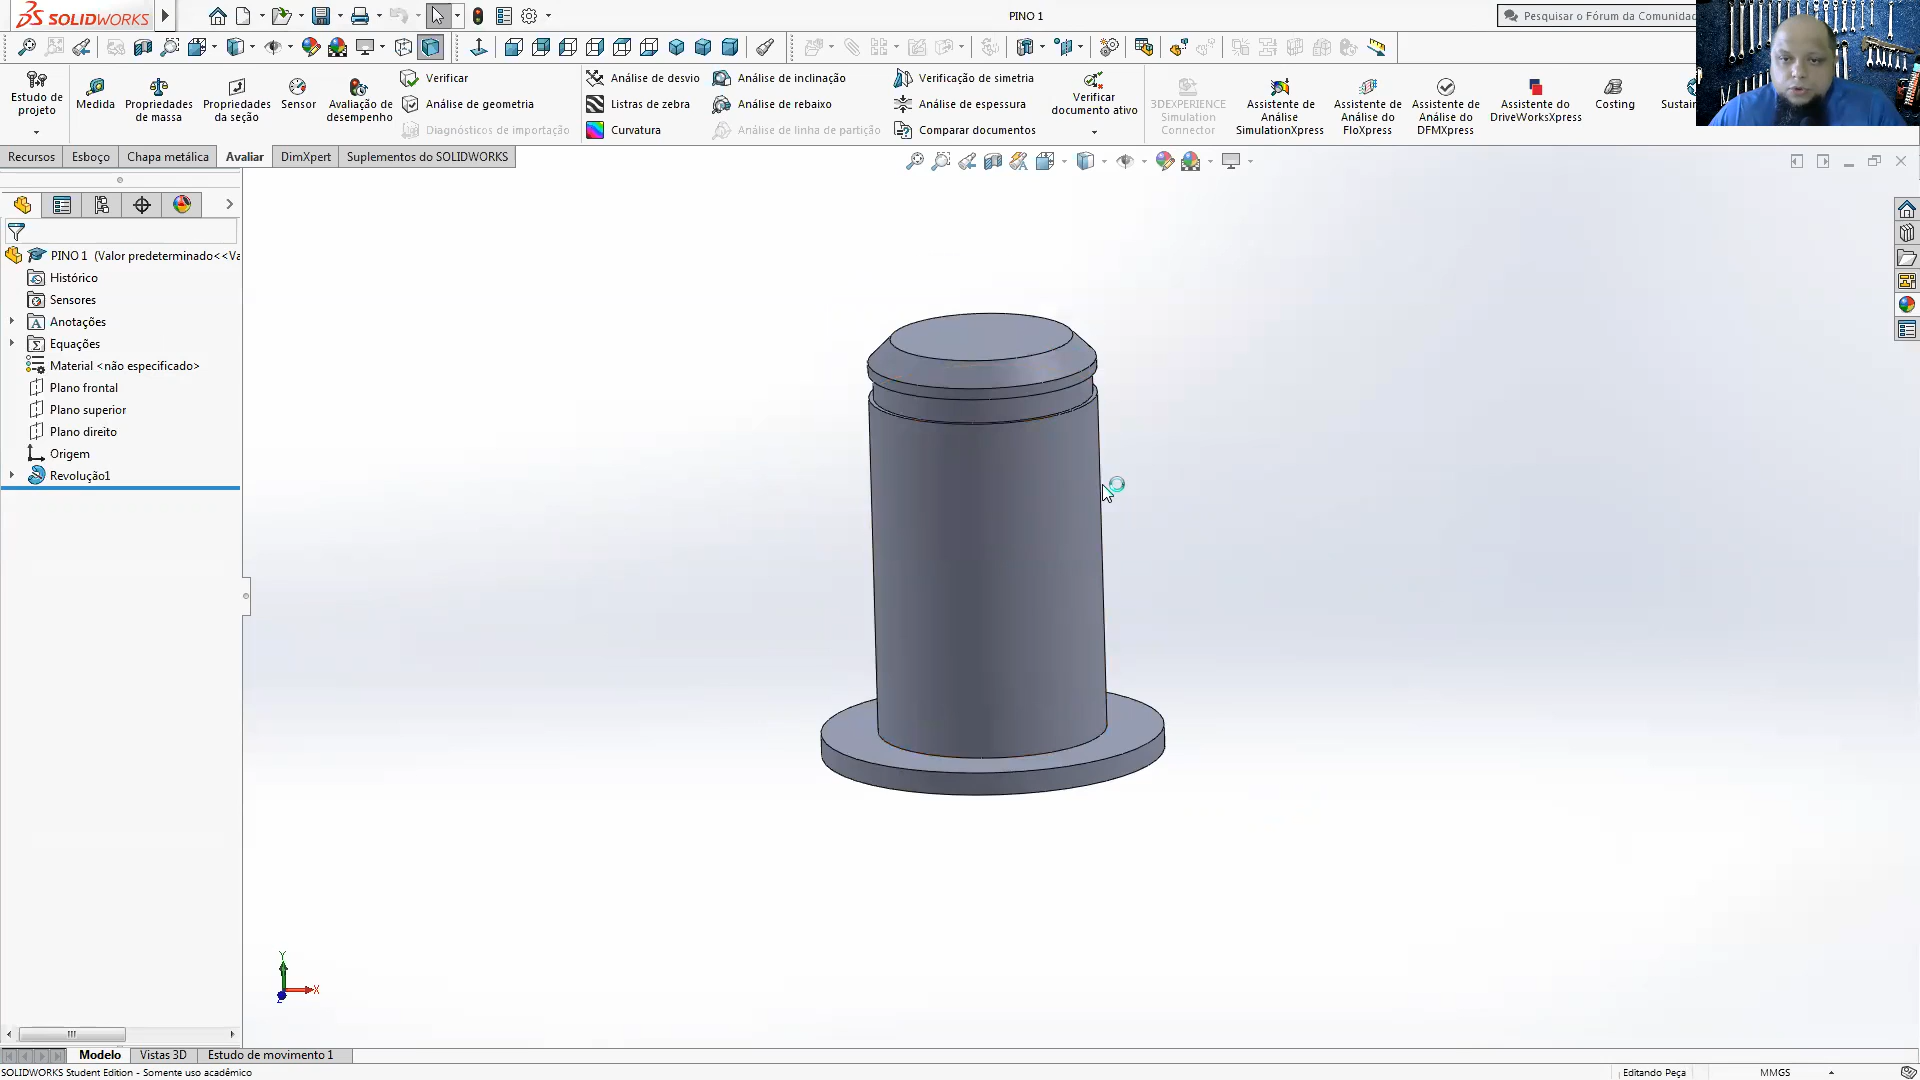 SOLIDWORKS
PINO 1
Pesquisar o Fórum da Comunidad
Estudo de projeto
Medida
Propriedades de massa
Propriedades da seção
Sensor
Avaliação de desempenho
Verificar
Análise de geometria
Diagnósticos de importação
Análise de desvio
Listras de zebra
Curvatura
Análise de inclinação
Análise de rebaixo
Análise de linha de partição
Verificação de simetria
Análise de espessura
Comparar documentos
Verificar documento ativo
3DEXPERIENCE Simulation Connector
Assistente de Análise SimulationXpress
Assistente de Análise do FloXpress
Assistente de Análise do DFMXpress
Assistente do DriveWorksXpress
Costing
Sustain
Recursos
Esboço
Chapa metálica
Avaliar
DimXpert
Suplementos do SOLIDWORKS
PINO 1 (Valor predeterminado<<Va
Histórico
Sensores
Anotações
Equações
Material <não especificado>
Plano frontal
Plano superior
Plano direito
Origem
Revolução1
Y
X
Z
Modelo
Vistas 3D
Estudo de movimento 1
SOLIDWORKS Student Edition - Somente uso acadêmico
Editando Peça
MMGS